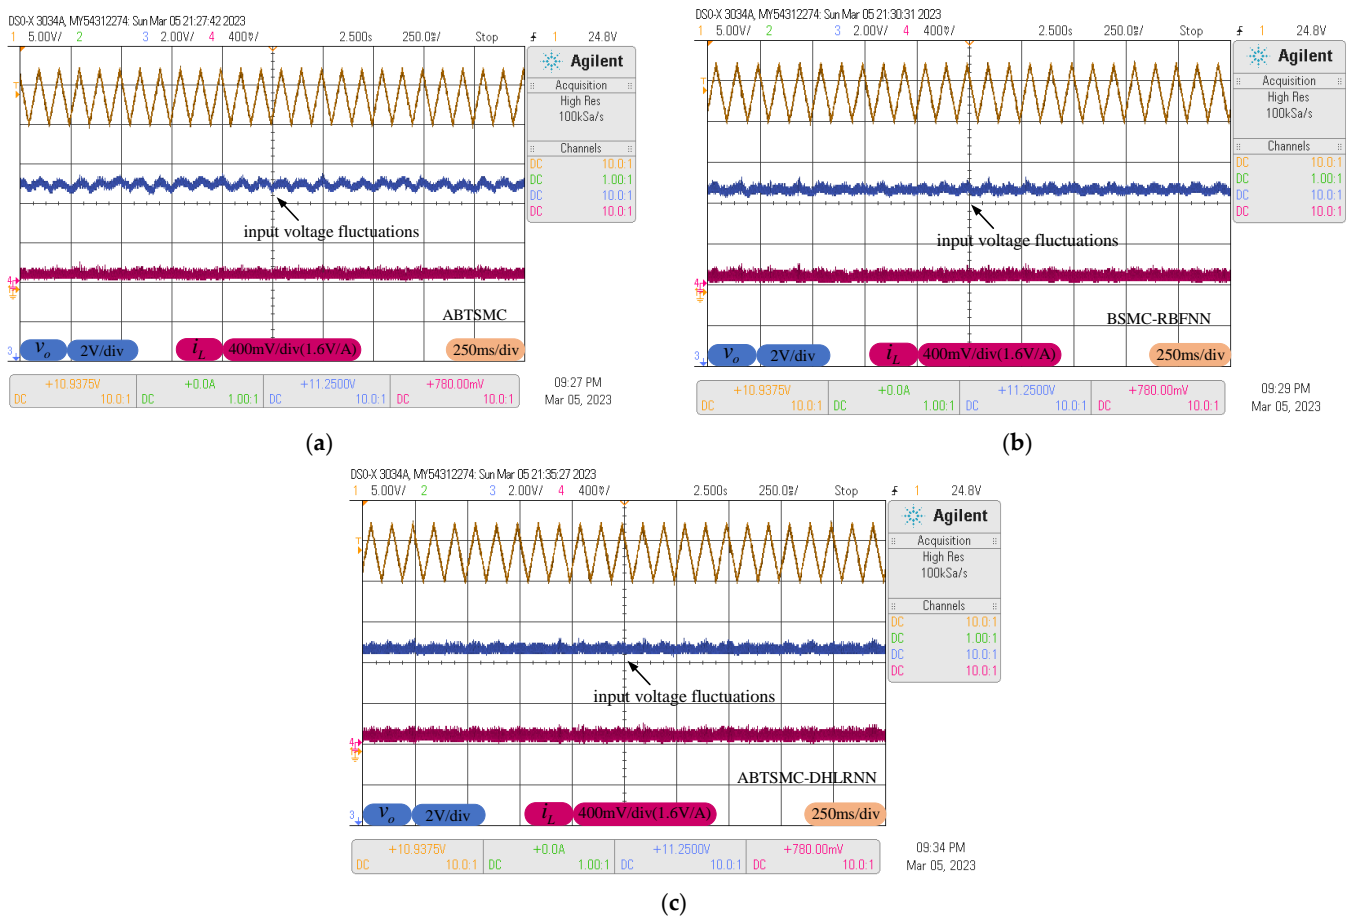 DSO-X 3034A, MY54312274: Sun Mar 05 21:27:42 2023
1 5.00V/ 2 3 2.00V/ 4 400mV/ 2.500s 250.0ms/ Stop 1 24.8V
Agilent
Acquisition
High Res
100kSa/s
Channels
DC 10.0:1
DC 1.00:1
DC 10.0:1
DC 10.0:1
T
input voltage fluctuations
4
ABTSMC
3
vo 2V/div iL 400mV/div(1.6V/A) 250ms/div
+10.9375V +0.0A +11.2500V +780.00mV
DC 10.0:1 DC 1.00:1 DC 10.0:1 DC 10.0:1
09:27 PM
Mar 05, 2023
(a)
DSO-X 3034A, MY54312274: Sun Mar 05 21:30:31 2023
1 5.00V/ 2 3 2.00V/ 4 400mV/ 2.500s 250.0ms/ Stop 1 24.8V
Agilent
Acquisition
High Res
100kSa/s
Channels
DC 10.0:1
DC 1.00:1
DC 10.0:1
DC 10.0:1
T
input voltage fluctuations
4
BSMC-RBFNN
3
vo 2V/div iL 400mV/div(1.6V/A) 250ms/div
+10.9375V +0.0A +11.2500V +780.00mV
DC 10.0:1 DC 1.00:1 DC 10.0:1 DC 10.0:1
09:29 PM
Mar 05, 2023
(b)
DSO-X 3034A, MY54312274: Sun Mar 05 21:35:27 2023
1 5.00V/ 2 3 2.00V/ 4 400mV/ 2.500s 250.0ms/ Stop 1 24.8V
Agilent
Acquisition
High Res
100kSa/s
Channels
DC 10.0:1
DC 1.00:1
DC 10.0:1
DC 10.0:1
T
input voltage fluctuations
4
ABTSMC-DHLRNN
3
vo 2V/div iL 400mV/div(1.6V/A) 250ms/div
+10.9375V +0.0A +11.2500V +780.00mV
DC 10.0:1 DC 1.00:1 DC 10.0:1 DC 10.0:1
09:34 PM
Mar 05, 2023
(c)